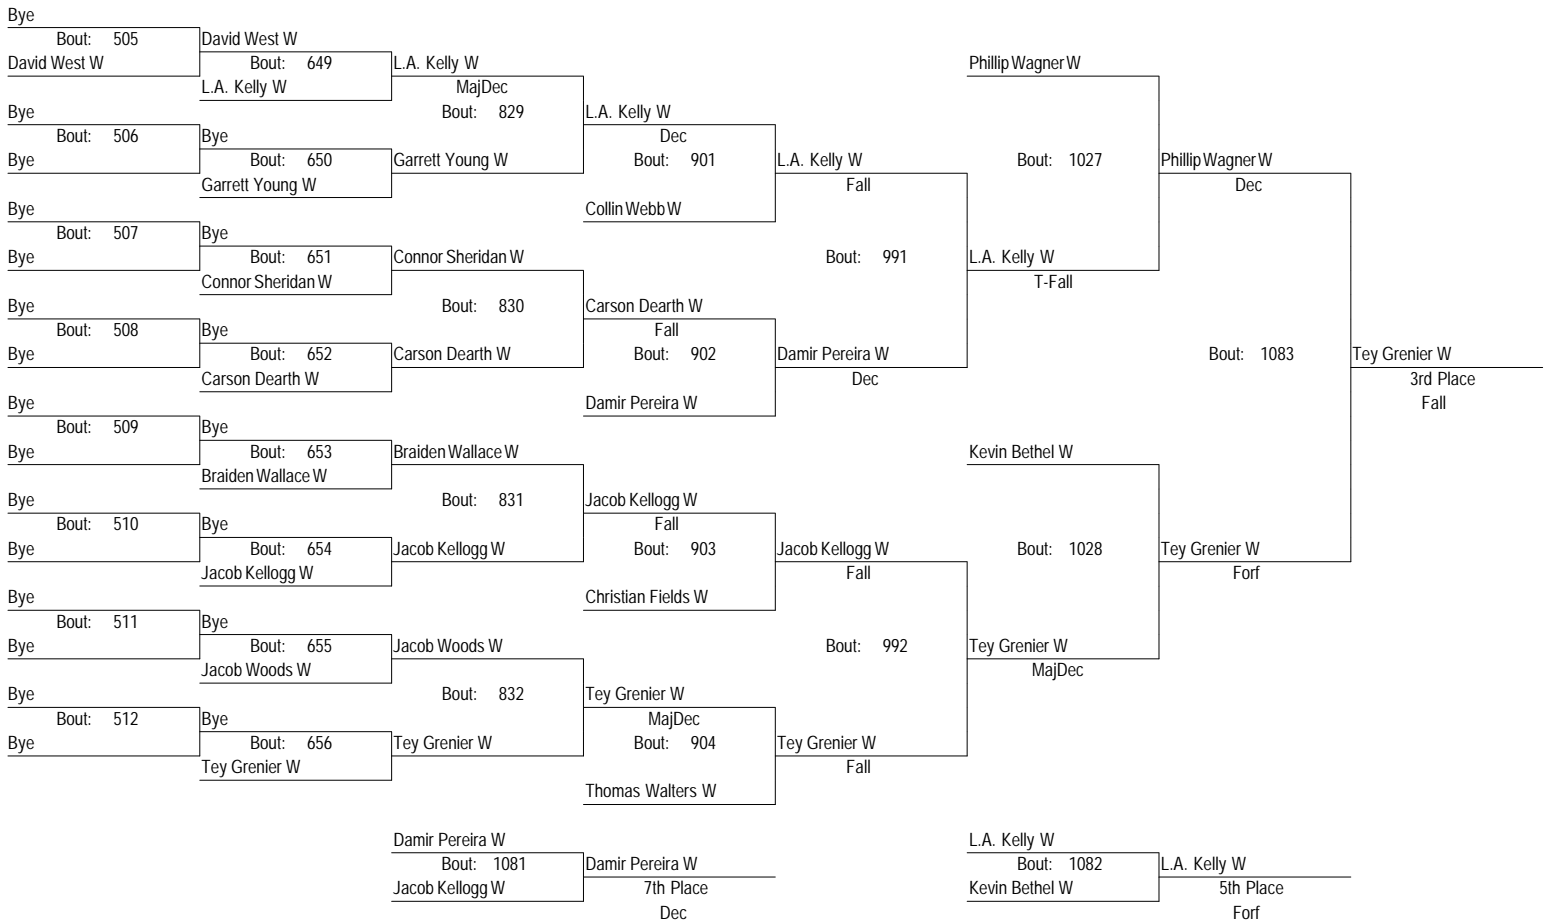 Bye
Bout: 505 David West W
David West W Bout: 649 L.A. Kelly W Phillip Wagner W
L.A. Kelly W MajDec
Bye Bout: 829 L.A. Kelly W
Bout: 506 Bye Dec
Bye Bout: 650 Garrett Young W Bout: 901 L.A. Kelly W Bout: 1027 Phillip Wagner W
Garrett Young W Fall Dec
Bye Collin Webb W
Bout: 507 Bye
Bye Bout: 651 Connor Sheridan W Bout: 991 L.A. Kelly W
Connor Sheridan W T-Fall
Bye Bout: 830 Carson Dearth W
Bout: 508 Bye Fall
Bye Bout: 652 Carson Dearth W Bout: 902 Damir Pereira W Bout: 1083 Tey Grenier W
Carson Dearth W Dec 3rd Place
Bye Damir Pereira W Fall
Bout: 509 Bye
Bye Bout: 653 Braiden Wallace W Kevin Bethel W
Braiden Wallace W
Bye Bout: 831 Jacob Kellogg W
Bout: 510 Bye Fall
Bye Bout: 654 Jacob Kellogg W Bout: 903 Jacob Kellogg W Bout: 1028 Tey Grenier W
Jacob Kellogg W Fall Forf
Bye Christian Fields W
Bout: 511 Bye
Bye Bout: 655 Jacob Woods W Bout: 992 Tey Grenier W
Jacob Woods W MajDec
Bye Bout: 832 Tey Grenier W
Bout: 512 Bye MajDec
Bye Bout: 656 Tey Grenier W Bout: 904 Tey Grenier W
Tey Grenier W Fall
Thomas Walters W
Damir Pereira W L.A. Kelly W
Bout: 1081 Damir Pereira W Bout: 1082 L.A. Kelly W
Jacob Kellogg W 7th Place Kevin Bethel W 5th Place
Dec Forf